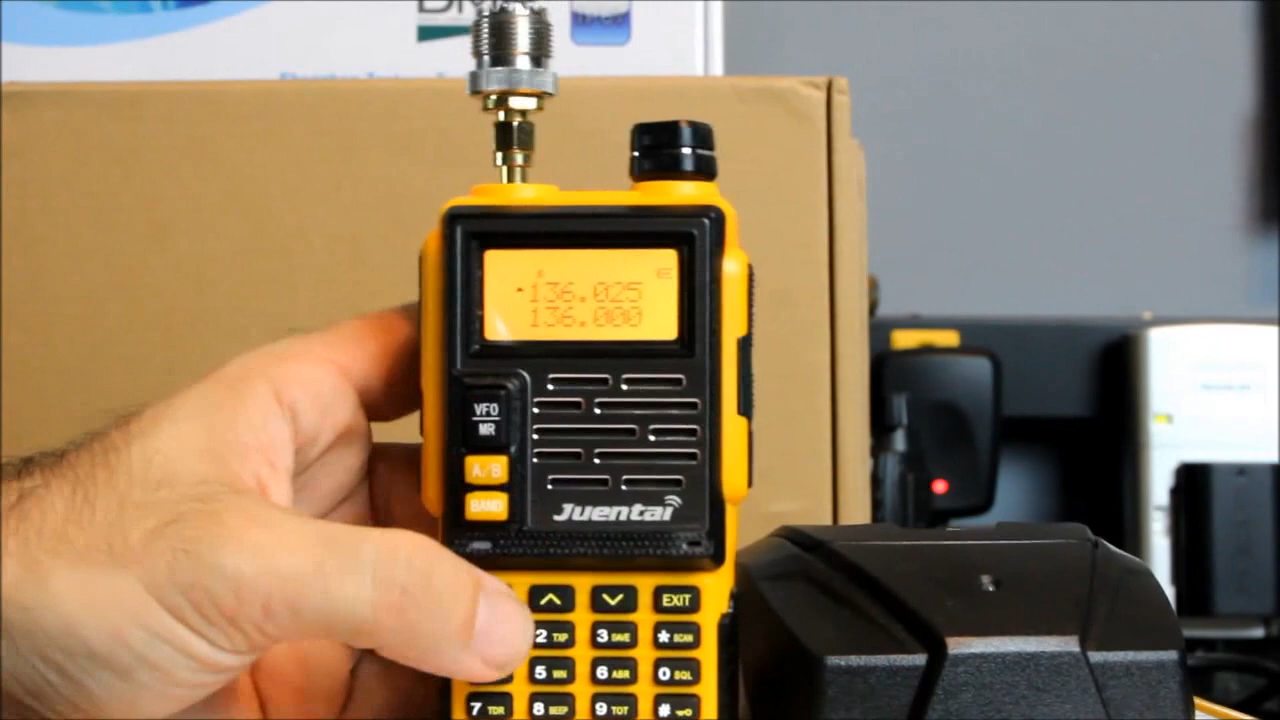 136.025
136.000
VFO
MR
A/B
BAND
Juentai
EXIT
2 TXP 3 SAVE * SCAN
5 WIN 6 ABR 0 SQL
7 TDR 8 BEEP 9 TOT #